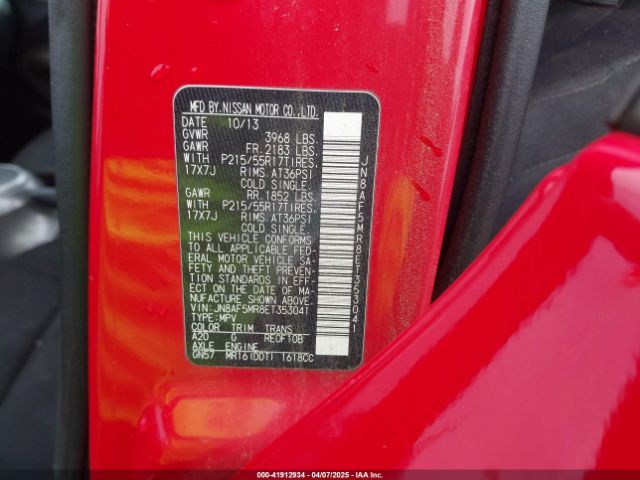 MFD BY NISSAN MOTOR CO.,LTD.
DATE 10/13
GVWR 3968 LBS.
GAWR FR. 2183 LBS.
WITH P215/55R17TIRES.
17X7J RIMS. AT36PSI
COLD SINGLE.
GAWR RR. 1852 LBS.
WITH P215/55R17TIRES.
17X7J RIMS. AT36PSI
COLD SINGLE.
THIS VEHICLE CONFORMS
TO ALL APPLICABLE FED-
ERAL MOTOR VEHICLE SA-
FETY AND THEFT PREVEN-
TION STANDARDS IN EFF-
ECT ON THE DATE OF MA-
NUFACTURE SHOWN ABOVE.
VIN: JN8AF5MR8ET353041
TYPE: MPV
COLOR TRIM TRANS
A20 G RE0F10B
AXLE ENGINE
GN57 MR16(DDT) 1618CC
JN8AF5MR8ET353041
000-41912934 04/07/2025 - IAA Inc.